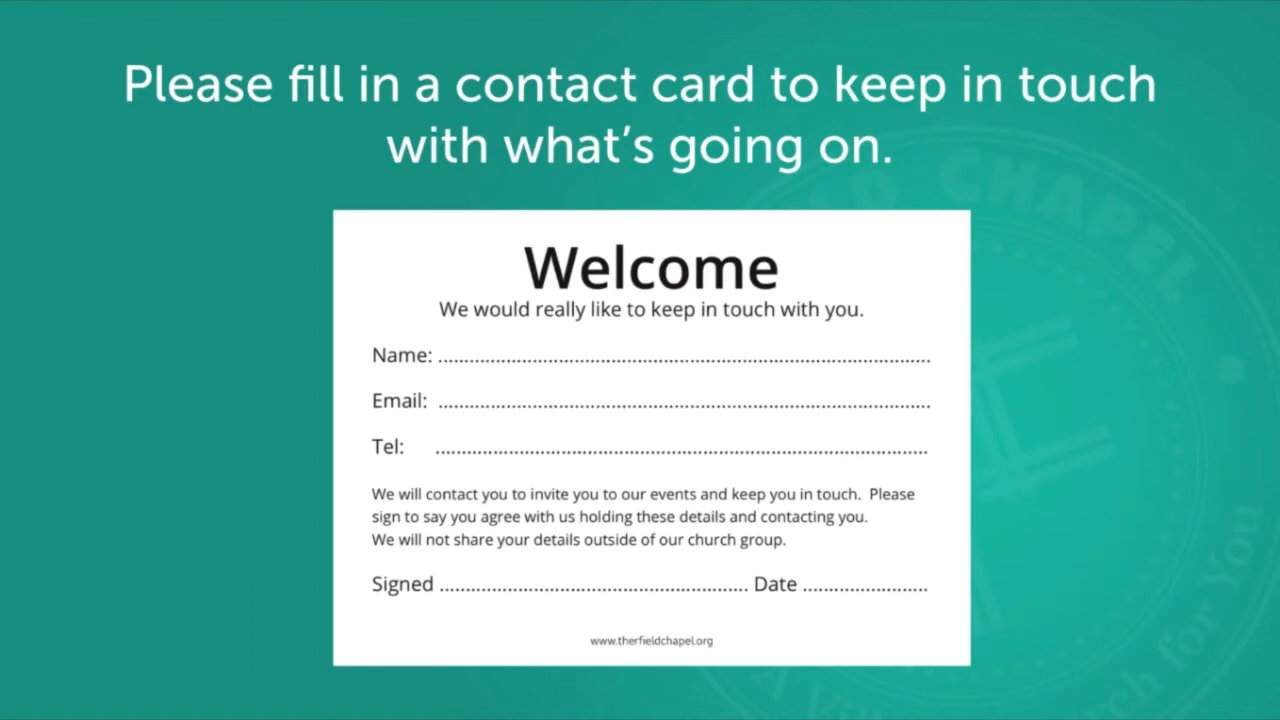 Please fill in a contact card to keep in touch
with what's going on.
Welcome
We would really like to keep in touch with you.
Name: ................................................................................................
Email: ................................................................................................
Tel: ................................................................................................
We will contact you to invite you to our events and keep you in touch. Please
sign to say you agree with us holding these details and contacting you.
We will not share your details outside of our church group.
Signed ............................................................ Date ........................
www.therfieldchapel.org
CHAPEL
for You